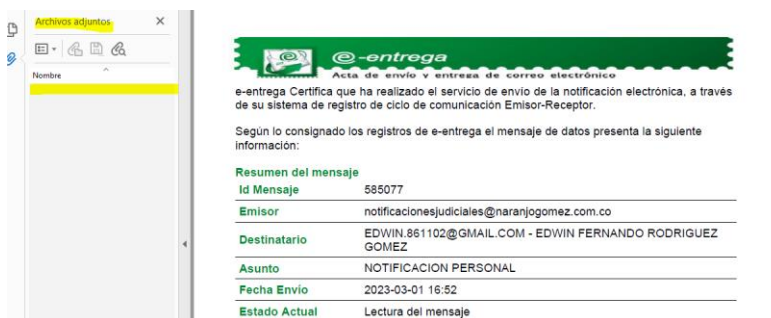 Archivos adjuntos
Nombre
e-entrega
Acta de envío y entrega de correo electrónico
e-entrega Certifica que ha realizado el servicio de envío de la notificación electrónica, a través
de su sistema de registro de ciclo de comunicación Emisor-Receptor.
Según lo consignado los registros de e-entrega el mensaje de datos presenta la siguiente
información:
Resumen del mensaje
Id Mensaje 585077
Emisor notificacionesjudiciales@naranjogomez.com.co
Destinatario EDWIN.861102@GMAIL.COM - EDWIN FERNANDO RODRIGUEZ
GOMEZ
Asunto NOTIFICACION PERSONAL
Fecha Envío 2023-03-01 16:52
Estado Actual Lectura del mensaje